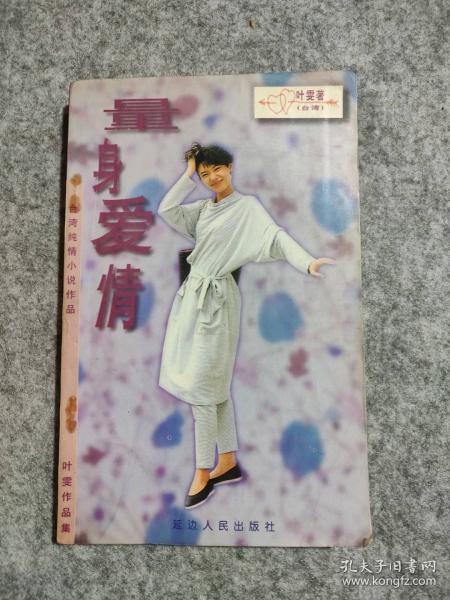 量身爱情
叶雯著
(台湾)
台湾纯情小说作品
叶雯作品集
延边人民出版社
孔夫子旧书网
www.kongfz.com